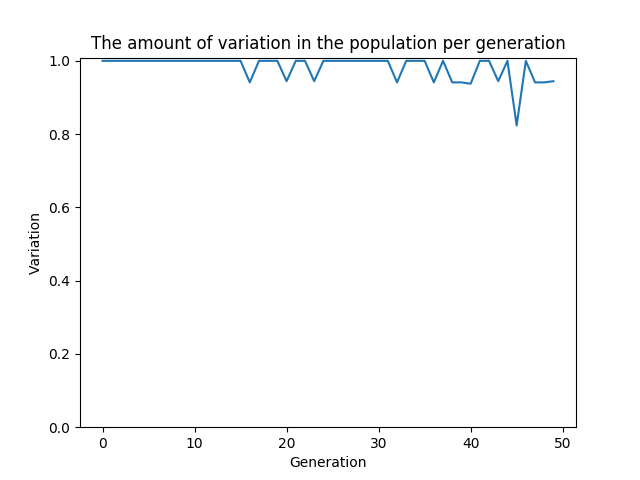 The amount of variation in the population per generation
1.0
0.8
0.6
0.4
0.2
0.0
Variation
0 10 20 30 40 50
Generation